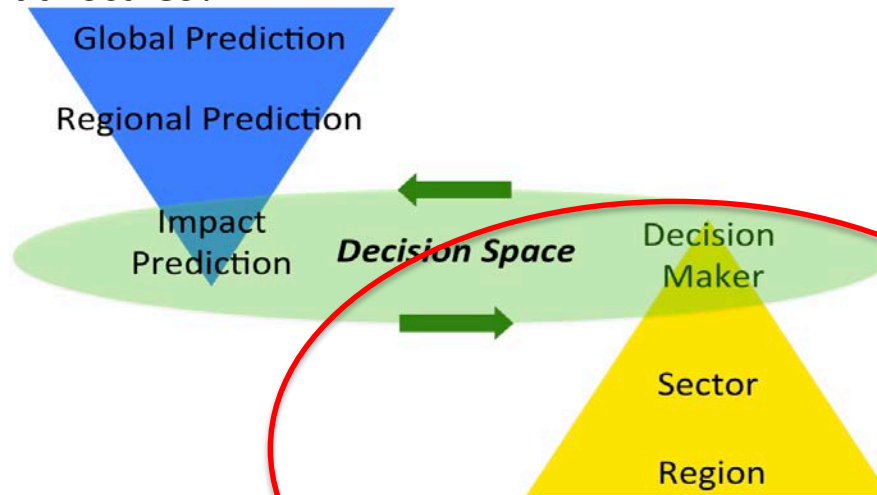 Global Prediction
Regional Prediction
Impact
Prediction
Decision Space
Decision
Maker
Sector
Region